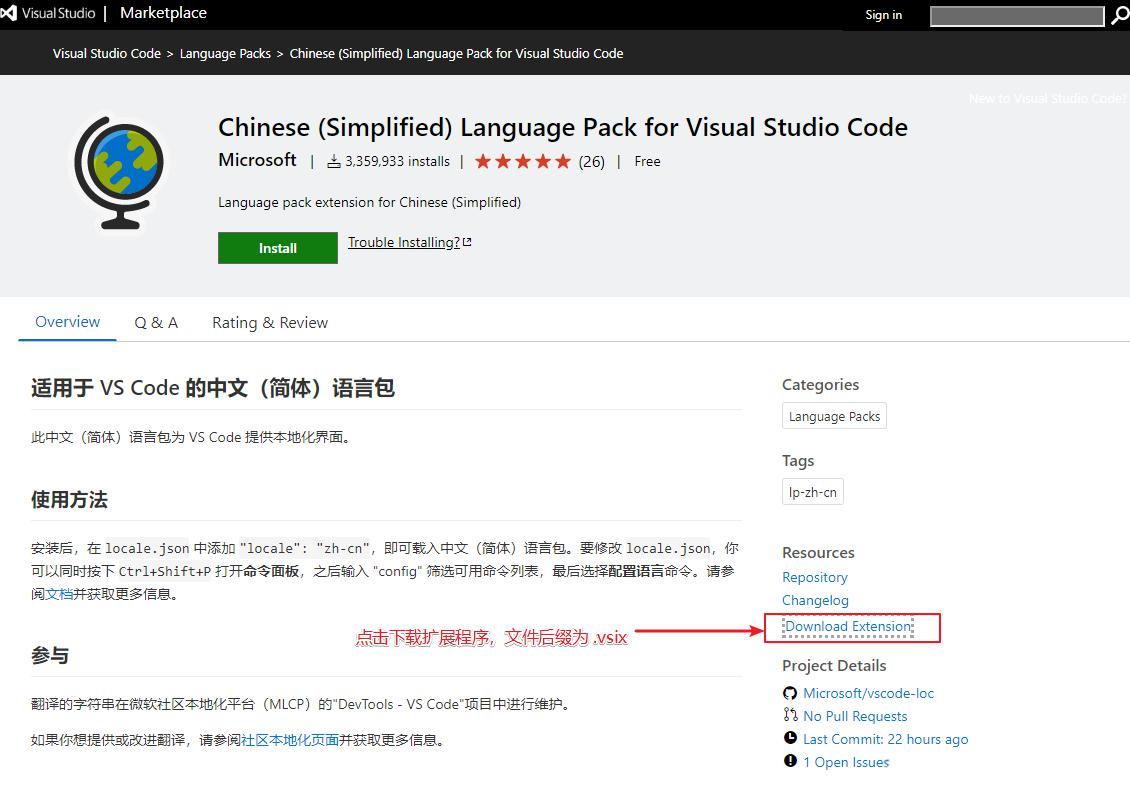 Visual Studio | Marketplace
Sign in
Visual Studio Code > Language Packs > Chinese (Simplified) Language Pack for Visual Studio Code
New to Visual Studio Code?
Chinese (Simplified) Language Pack for Visual Studio Code
Microsoft | 3,359,933 installs | (26) | Free
Language pack extension for Chinese (Simplified)
Install Trouble Installing?
Overview Q & A Rating & Review
适用于 VS Code 的中文（简体）语言包
此中文（简体）语言包为 VS Code 提供本地化界面。
使用方法
安装后，在 locale.json 中添加 "locale": "zh-cn"，即可载入中文（简体）语言包。要修改 locale.json，你
可以同时按下 Ctrl+Shift+P 打开命令面板，之后输入 "config" 筛选可用命令列表，最后选择配置语言命令。请参
阅文档并获取更多信息。
点击下载扩展程序，文件后缀为 .vsix
参与
翻译的字符串在微软社区本地化平台（MLCP）的"DevTools - VS Code"项目中进行维护。
如果你想提供或改进翻译，请参阅社区本地化页面并获取更多信息。
Categories
Language Packs
Tags
lp-zh-cn
Resources
Repository
Changelog
Download Extension
Project Details
Microsoft/vscode-loc
No Pull Requests
Last Commit: 22 hours ago
1 Open Issues